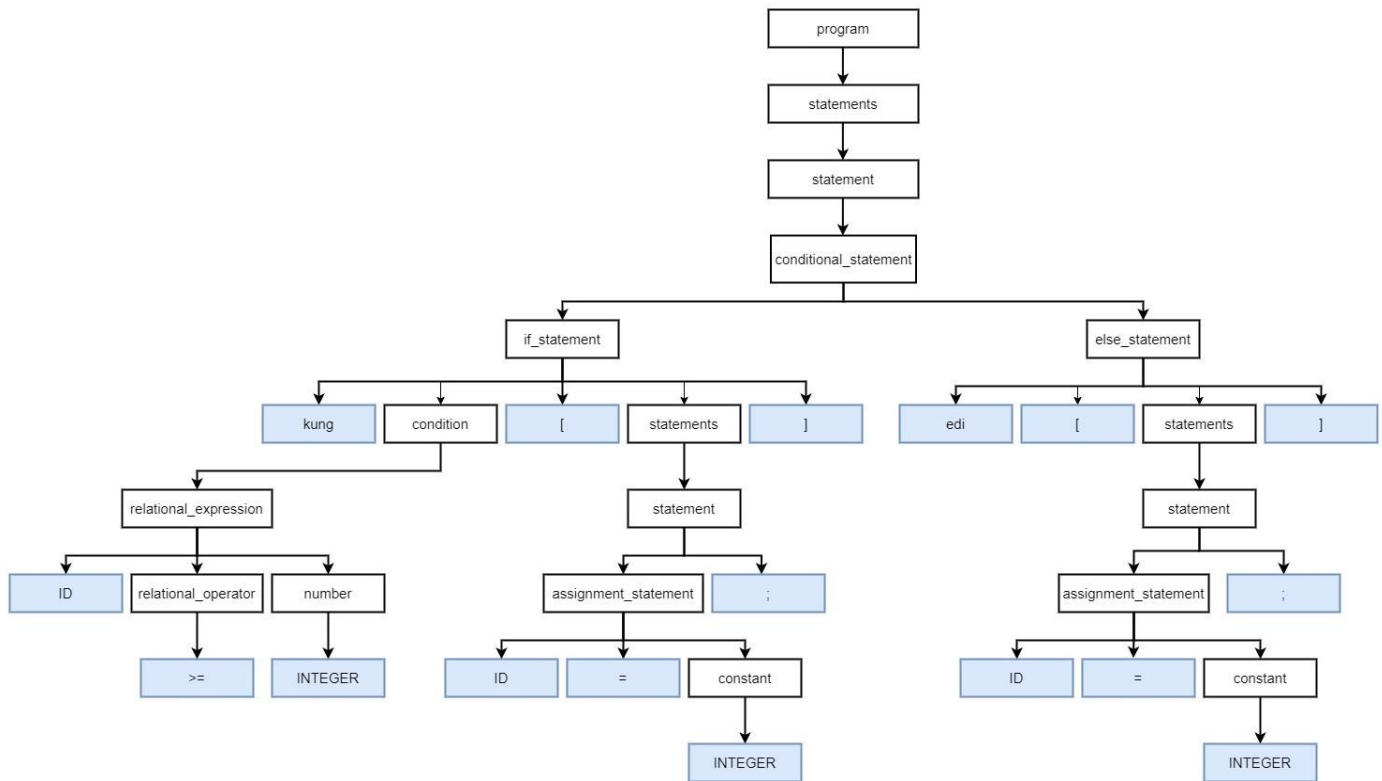 program
statements
statement
conditional_statement
if_statement
else_statement
kung
condition
[
statements
]
edi
[
statements
]
relational_expression
statement
statement
ID
relational_operator
number
assignment_statement
;
assignment_statement
;
>=
INTEGER
ID
=
constant
ID
=
constant
INTEGER
INTEGER